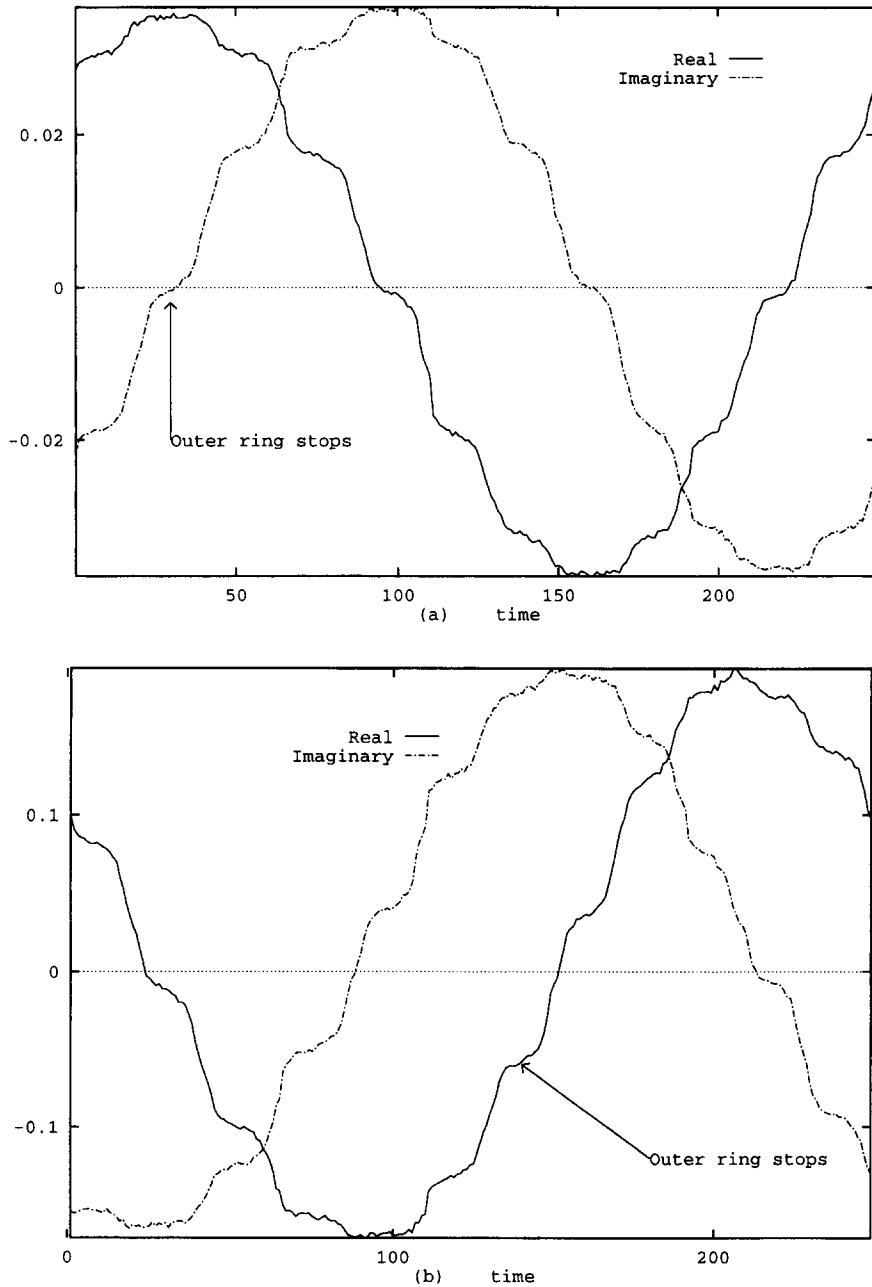 Real
Imaginary
0.02
0
-0.02
Outer ring stops
50 100 150 200
(a) time
Real
Imaginary
0.1
0
-0.1
Outer ring stops
0 100 200
(b) time